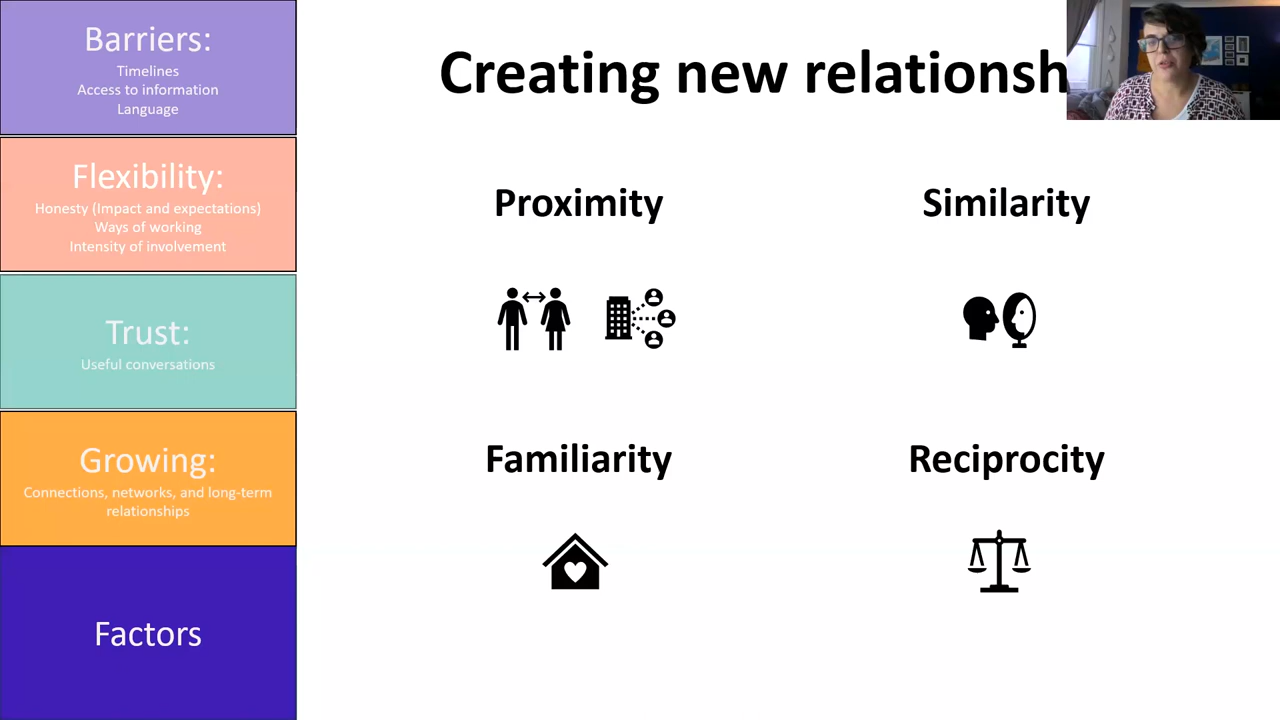 Barriers:
Timelines
Access to information
Language
Flexibility:
Honesty (Impact and expectations)
Ways of working
Intensity of involvement
Trust:
Useful conversations
Growing:
Connections, networks, and long-term
relationships
Factors
Creating new relationsh
Proximity
Similarity
Familiarity
Reciprocity